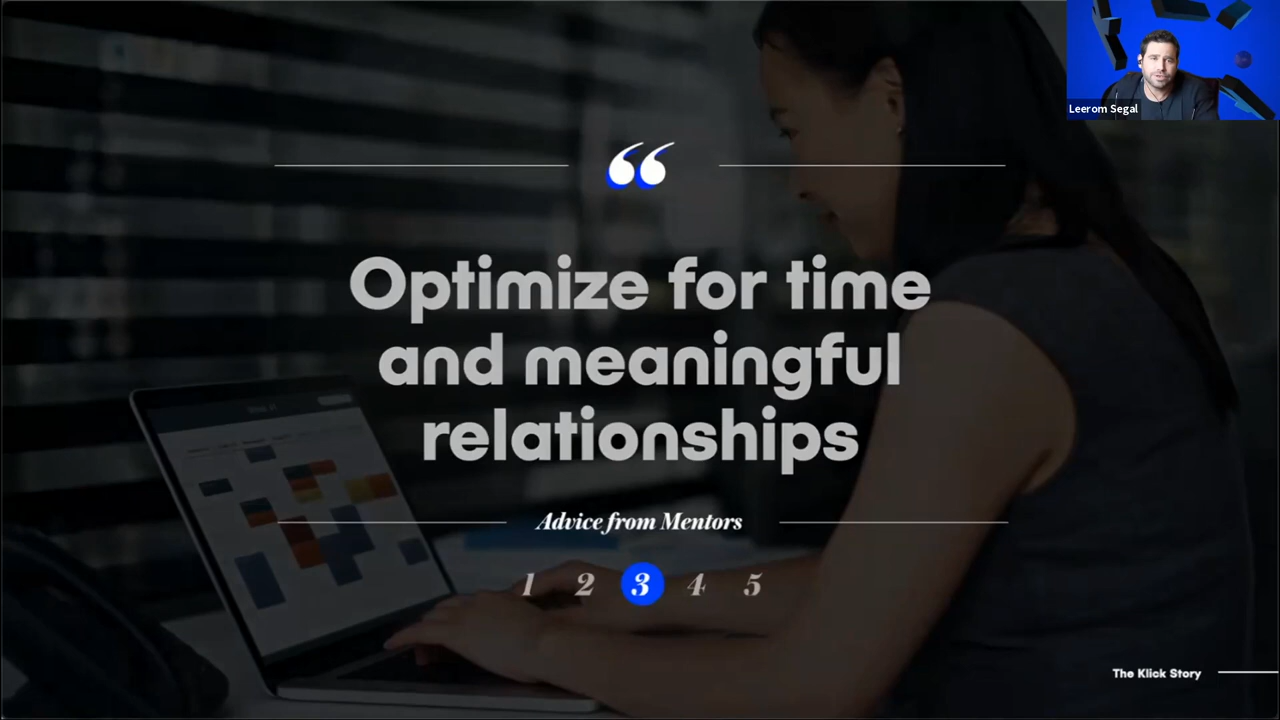 Leerom Segal
“
Optimize for time
and meaningful
relationships
Advice from Mentors
1 2 3 4 5
The Klick Story